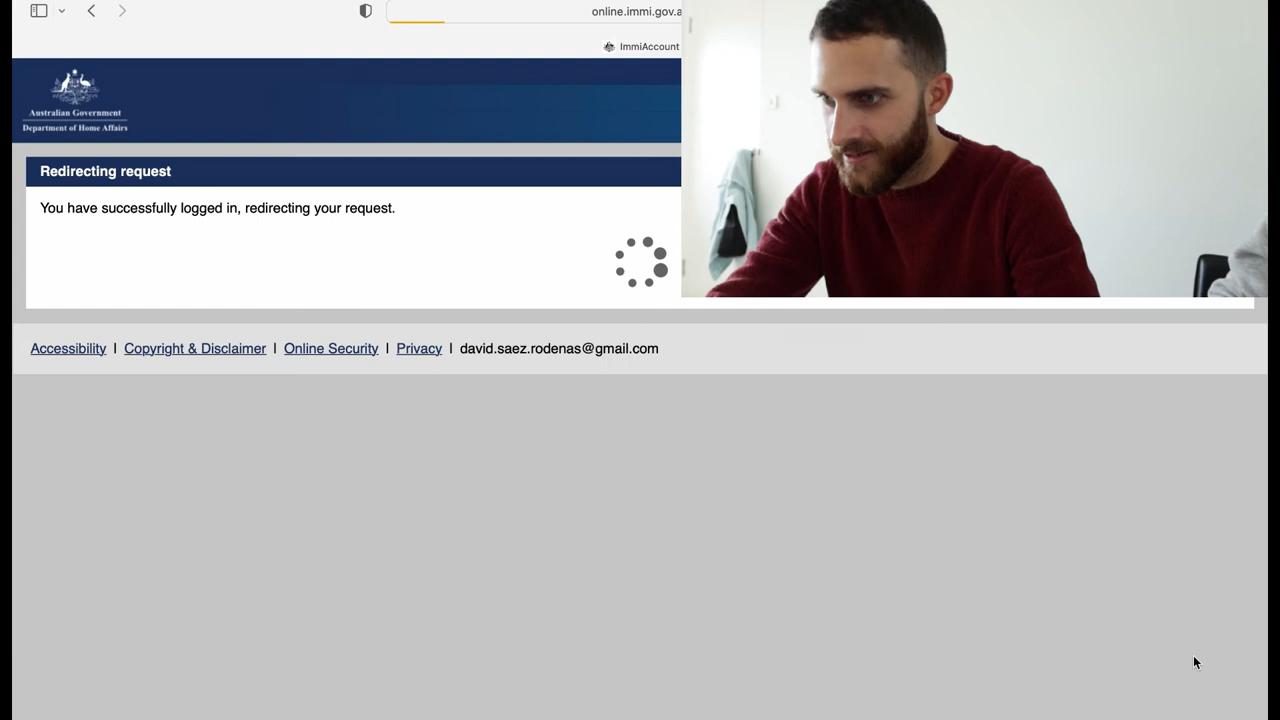 online.immi.gov.a
ImmiAccount
Australian Government
Department of Home Affairs
Redirecting request
You have successfully logged in, redirecting your request.
Accessibility | Copyright & Disclaimer | Online Security | Privacy | david.saez.rodenas@gmail.com